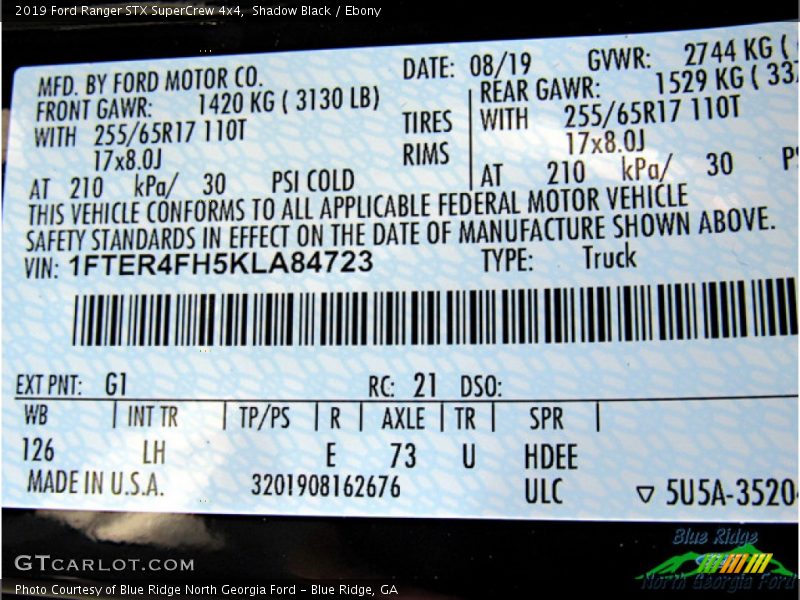 2019 Ford Ranger STX SuperCrew 4x4,  Shadow Black / Ebony
MFD. BY FORD MOTOR CO.
DATE: 08/19
GVWR: 2744 KG (
FRONT GAWR: 1420 KG ( 3130 LB)
REAR GAWR: 1529 KG ( 337
WITH 255/65R17 110T
TIRES
WITH 255/65R17 110T
17x8.0J
RIMS
17x8.0J
AT 210 kPa/ 30 PSI COLD
AT 210 kPa/ 30 P
THIS VEHICLE CONFORMS TO ALL APPLICABLE FEDERAL MOTOR VEHICLE
SAFETY STANDARDS IN EFFECT ON THE DATE OF MANUFACTURE SHOWN ABOVE.
VIN: 1FTER4FH5KLA84723
TYPE: Truck
EXT PNT: G1
RC: 21 DSO:
WB | INT TR | TP/PS | R | AXLE | TR | SPR |
126 LH E 73 U HDEE
MADE IN U.S.A. 3201908162676 ULC ▽ 5U5A-3520
GTCARLOT.COM
Blue Ridge
North Georgia Ford
Photo Courtesy of Blue Ridge North Georgia Ford – Blue Ridge, GA